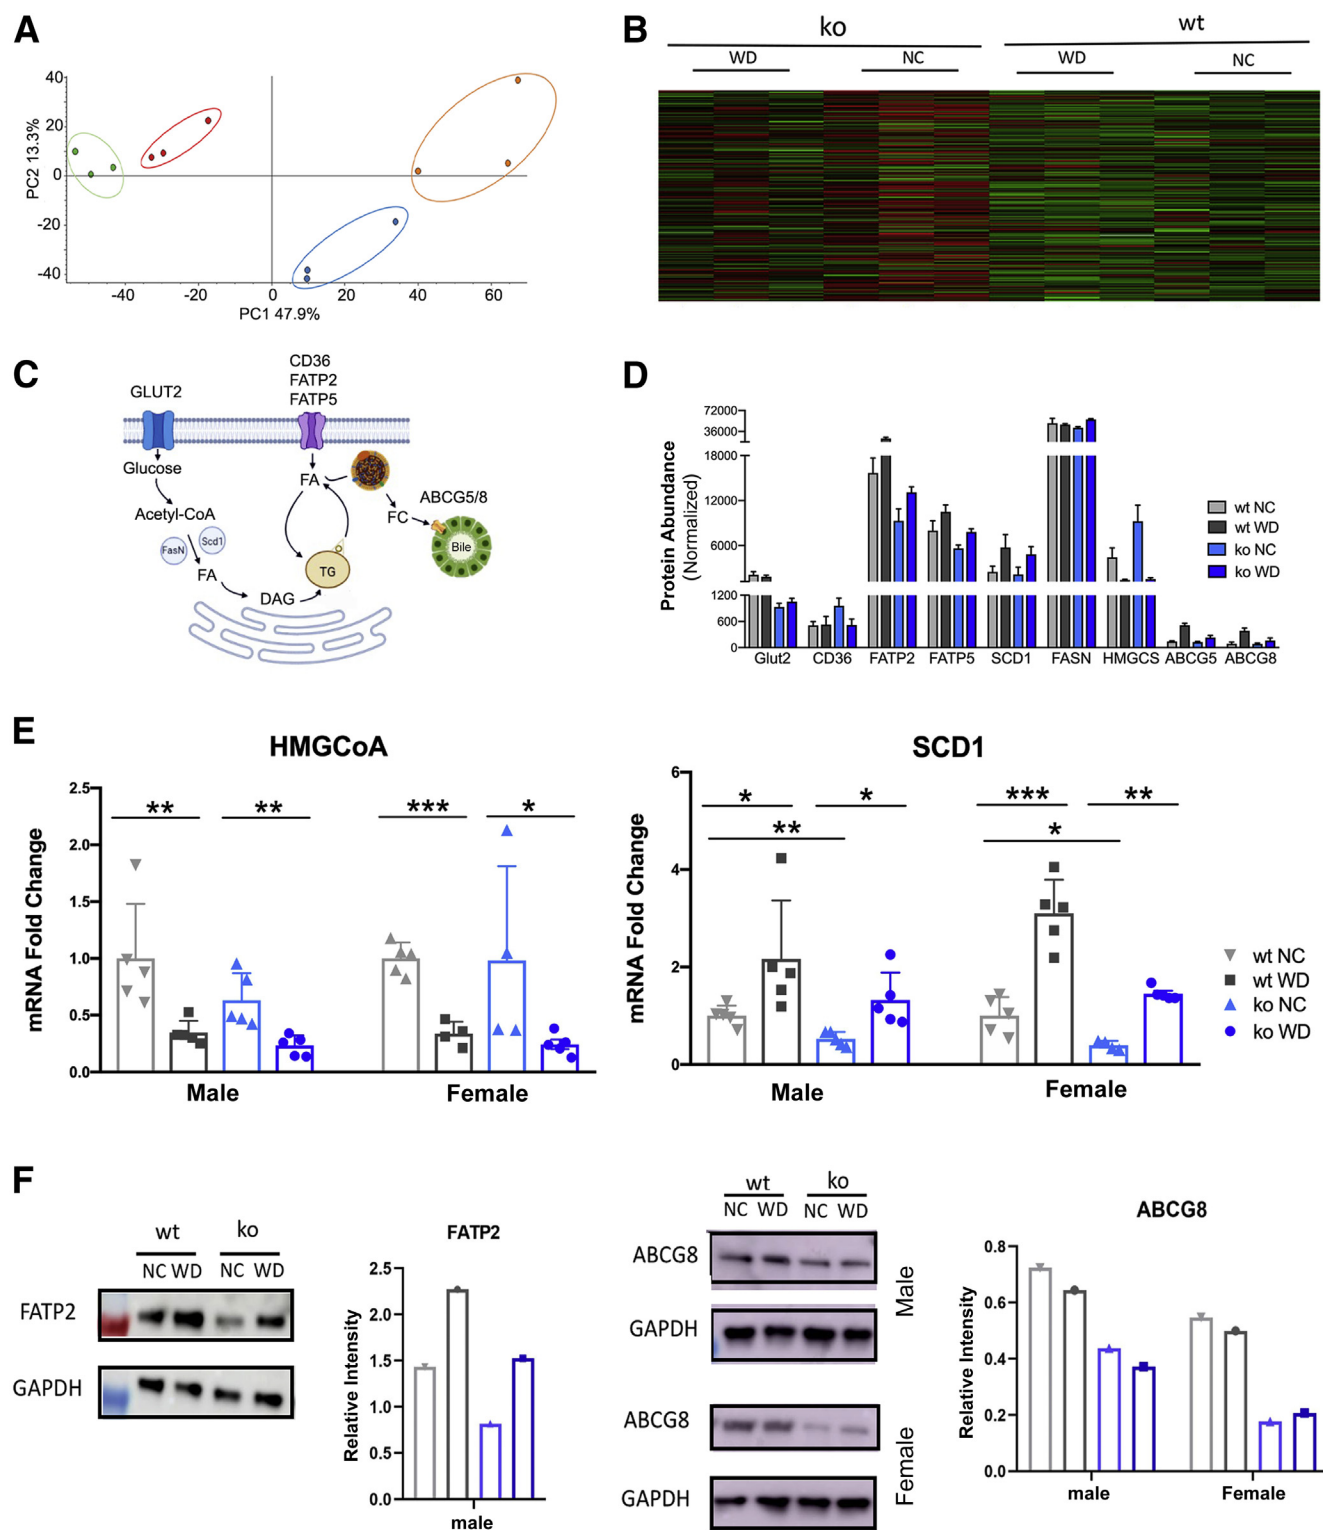 A
40
20
0
-20
-40
PC2 13.3%
-40
-20
0
20
40
60
PC1 47.9%
B
ko
wt
WD
NC
WD
NC
C
GLUT2
CD36
FATP2
FATP5
Glucose
FA
Acetyl-CoA
ABCG5/8
FC
FasN
Scd1
Bile
FA
TG
DAG
D
Protein Abundance
(Normalized)
72000
36000
18000
12000
6000
1200
600
0
Glut2
CD36
FATP2
FATP5
SCD1
FASN
HMGCS
ABCG5
ABCG8
wt NC
wt WD
ko NC
ko WD
E
HMGCoA
mRNA Fold Change
2.5
2.0
1.5
1.0
0.5
0.0
**
**
***
*
Male
Female
SCD1
mRNA Fold Change
6
4
2
0
*
*
***
**
**
*
Male
Female
wt NC
wt WD
ko NC
ko WD
F
wt
ko
NC WD
NC WD
FATP2
GAPDH
FATP2
Relative Intensity
2.5
2.0
1.5
1.0
0.5
0.0
male
wt
ko
NC WD
NC WD
ABCG8
GAPDH
Male
ABCG8
GAPDH
Female
ABCG8
Relative Intensity
0.8
0.6
0.4
0.2
0.0
male
Female